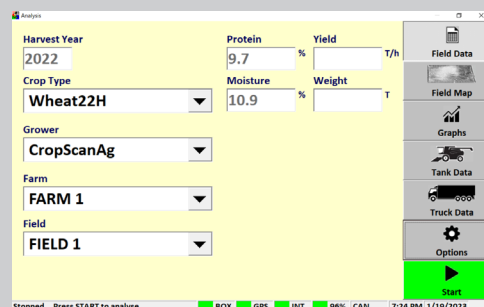 Analysis
Harvest Year
2022
Crop Type
Wheat22H
Grower
CropScanAg
Farm
FARM 1
Field
FIELD 1
Protein
9.7 %
Yield
T/h
Moisture
10.9 %
Weight
T
Field Data
Field Map
Graphs
Tank Data
Truck Data
Options
Start
Stopped Press START to analyse BOX GPS INT 96% CAN 7:24 PM 1/19/2023